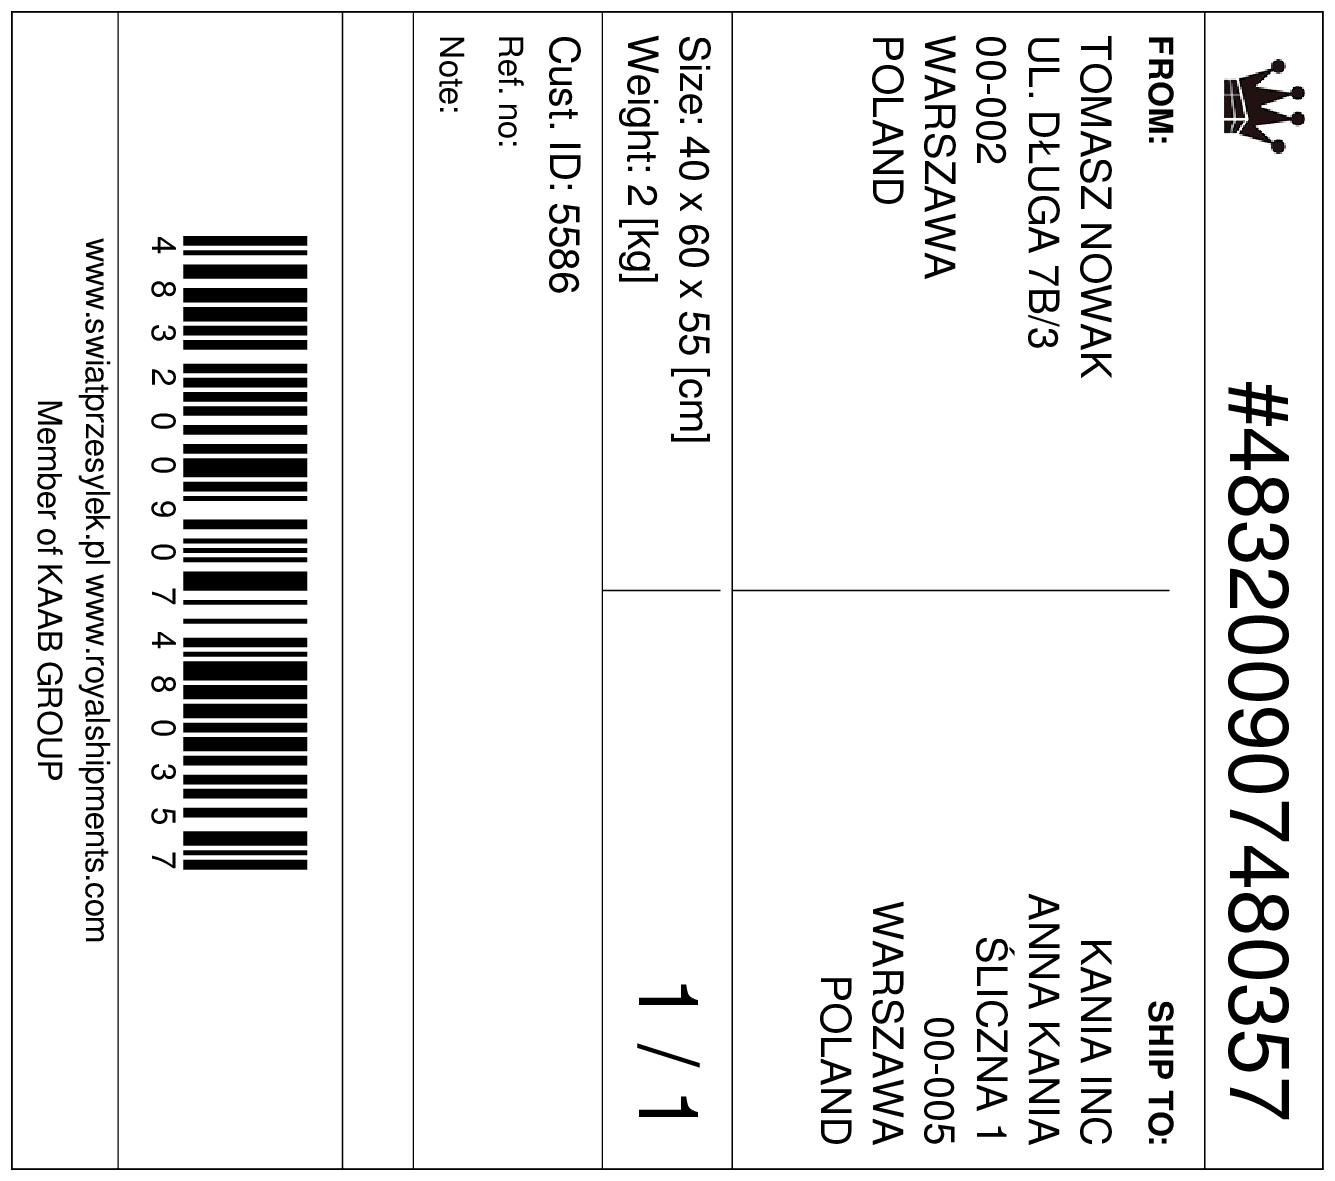 #483200907480357
FROM:
TOMASZ NOWAK
UL. DŁUGA 7B/3
00-002
WARSZAWA
POLAND
SHIP TO:
KANIA INC
ANNA KANIA
ŚLICZNA 1
00-005
WARSZAWA
POLAND
Size: 40 x 60 x 55 [cm]
Weight: 2 [kg]
1 / 1
Cust. ID: 5586
Ref. no:
Note:
4 8 3 2 0 0 9 0 7 4 8 0 3 5 7
www.swiatprzesylek.pl www.royalshipments.com
Member of KAAB GROUP